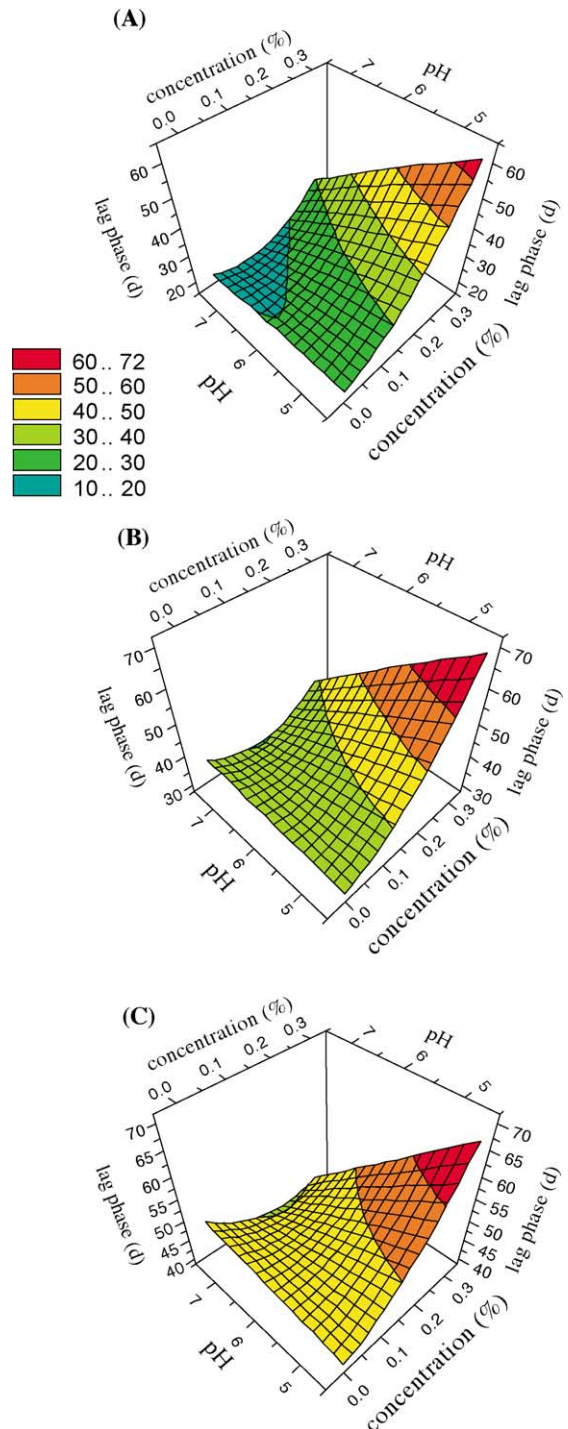 (A)
concentration (%)
0.0
0.1
0.2
0.3
pH
7
6
5
lag phase (d)
60
50
40
30
20
60
50
40
30
20
lag phase (d)
7
6
5
pH
0.0
0.1
0.2
0.3
concentration (%)
60 .. 72
50 .. 60
40 .. 50
30 .. 40
20 .. 30
10 .. 20
(B)
concentration (%)
0.0
0.1
0.2
0.3
pH
7
6
5
lag phase (d)
70
60
50
40
30
70
60
50
40
30
lag phase (d)
7
6
5
pH
0.0
0.1
0.2
0.3
concentration (%)
(C)
concentration (%)
0.0
0.1
0.2
0.3
pH
7
6
5
lag phase (d)
70
65
60
55
50
45
40
70
65
60
55
50
45
40
lag phase (d)
7
6
5
pH
0.0
0.1
0.2
0.3
concentration (%)